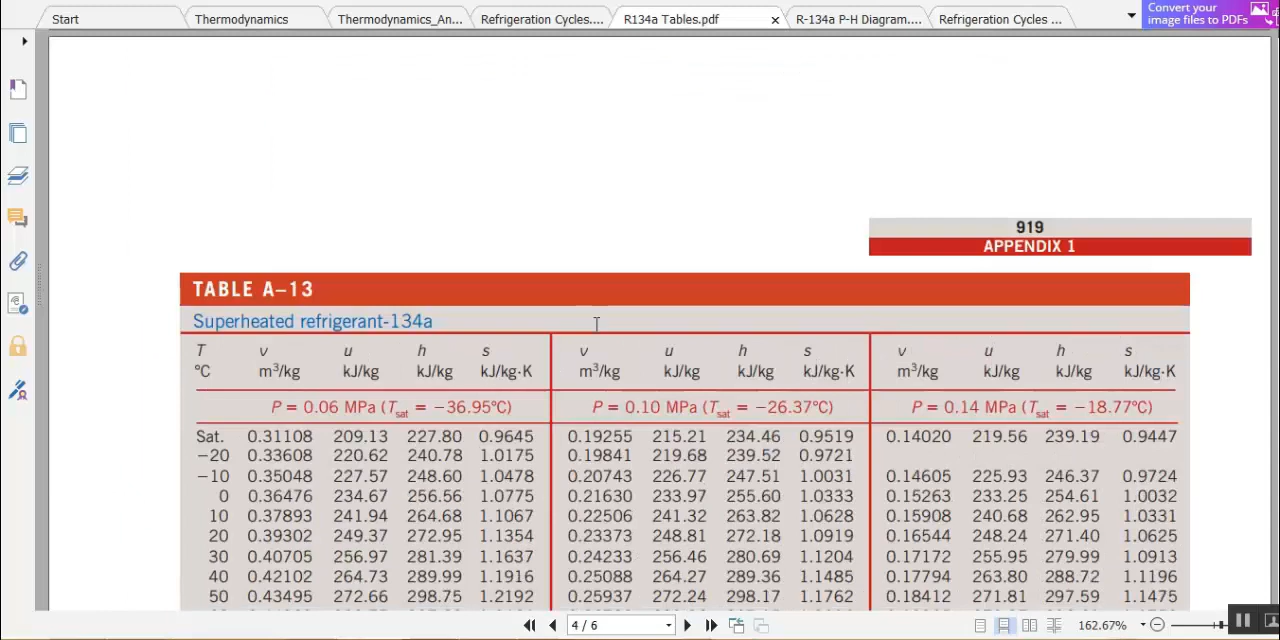 Start Thermodynamics Thermodynamics_An... Refrigeration Cycles.... R134a Tables.pdf × R-134a P-H Diagram.... Refrigeration Cycles ... Convert your
image files to PDFs
919
APPENDIX 1
TABLE A–13
Superheated refrigerant-134a
T v u h s v u h s v u h s
°C m³/kg kJ/kg kJ/kg kJ/kg·K m³/kg kJ/kg kJ/kg kJ/kg·K m³/kg kJ/kg kJ/kg kJ/kg·K
P = 0.06 MPa (Tsat = −36.95°C) P = 0.10 MPa (Tsat = −26.37°C) P = 0.14 MPa (Tsat = −18.77°C)
Sat. 0.31108 209.13 227.80 0.9645 0.19255 215.21 234.46 0.9519 0.14020 219.56 239.19 0.9447
−20 0.33608 220.62 240.78 1.0175 0.19841 219.68 239.52 0.9721
−10 0.35048 227.57 248.60 1.0478 0.20743 226.77 247.51 1.0031 0.14605 225.93 246.37 0.9724
0 0.36476 234.67 256.56 1.0775 0.21630 233.97 255.60 1.0333 0.15263 233.25 254.61 1.0032
10 0.37893 241.94 264.68 1.1067 0.22506 241.32 263.82 1.0628 0.15908 240.68 262.95 1.0331
20 0.39302 249.37 272.95 1.1354 0.23373 248.81 272.18 1.0919 0.16544 248.24 271.40 1.0625
30 0.40705 256.97 281.39 1.1637 0.24233 256.46 280.69 1.1204 0.17172 255.95 279.99 1.0913
40 0.42102 264.73 289.99 1.1916 0.25088 264.27 289.36 1.1485 0.17794 263.80 288.72 1.1196
50 0.43495 272.66 298.75 1.2192 0.25937 272.24 298.17 1.1762 0.18412 271.81 297.59 1.1475
4 / 6 162.67%